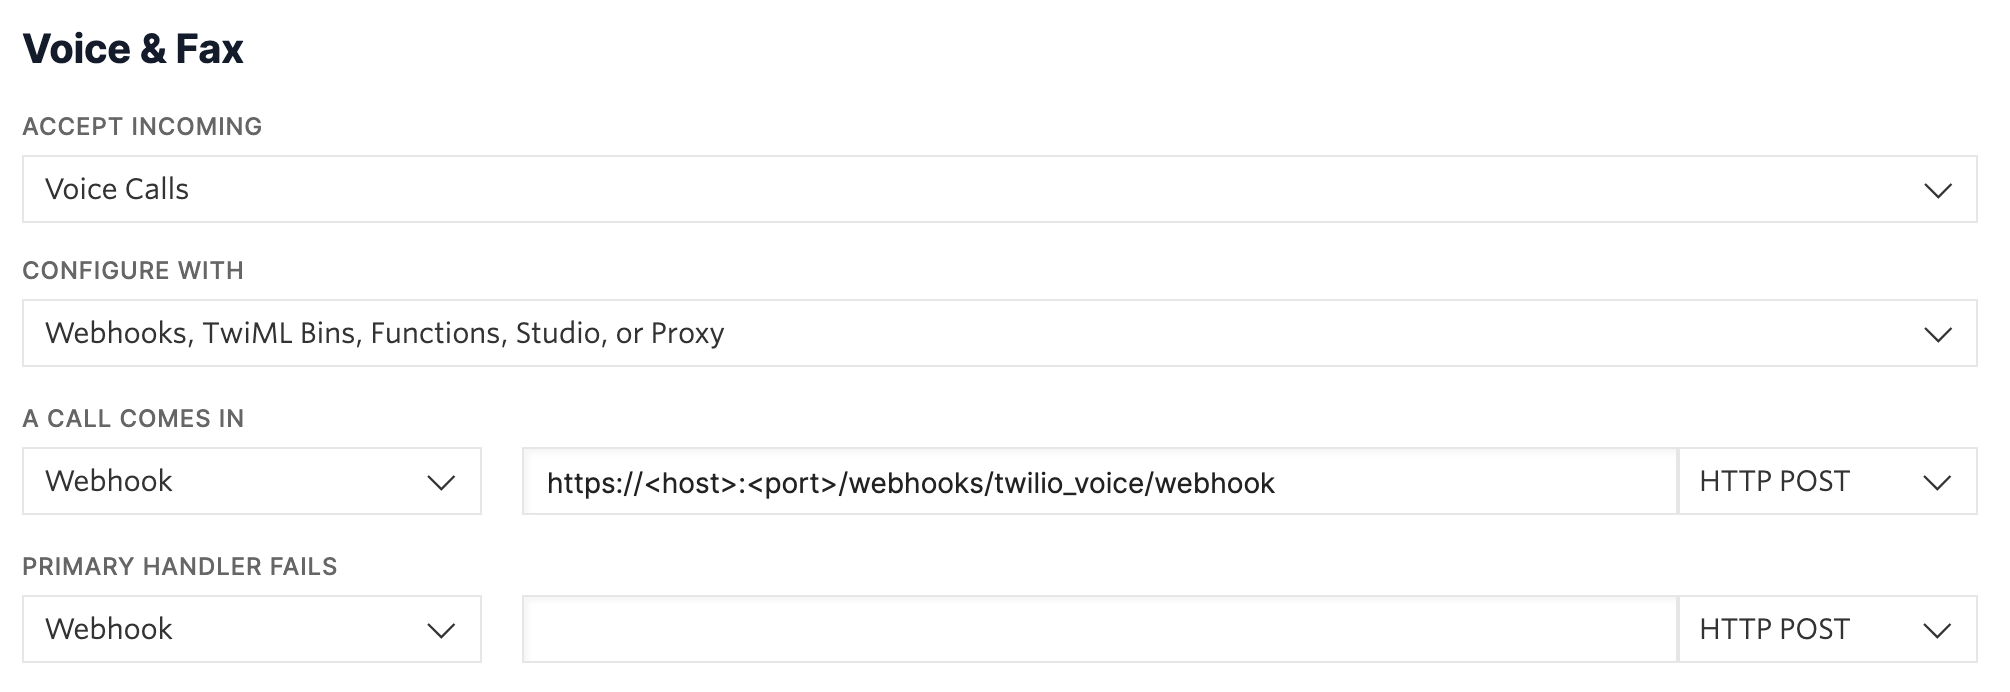 Voice & Fax
ACCEPT INCOMING
Voice Calls
CONFIGURE WITH
Webhooks, TwiML Bins, Functions, Studio, or Proxy
A CALL COMES IN
Webhook https://<host>:<port>/webhooks/twilio_voice/webhook HTTP POST
PRIMARY HANDLER FAILS
Webhook HTTP POST